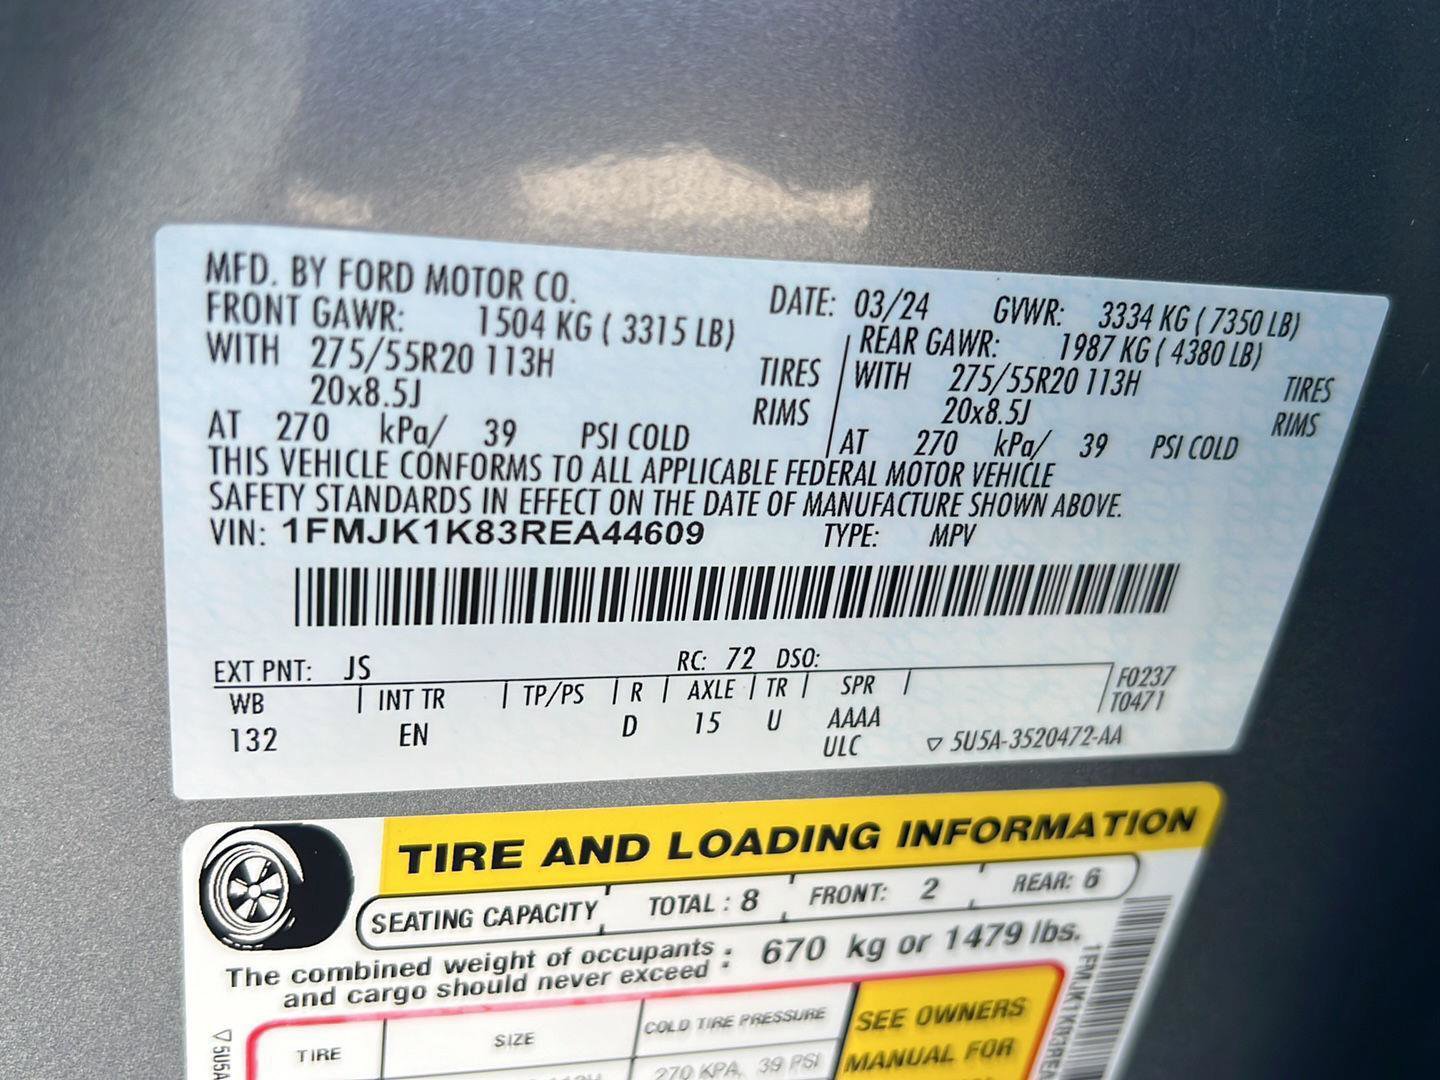 MFD. BY FORD MOTOR CO.
DATE: 03/24 GVWR: 3334 KG ( 7350 LB)
FRONT GAWR: 1504 KG ( 3315 LB)
REAR GAWR: 1987 KG ( 4380 LB)
WITH 275/55R20 113H TIRES
WITH 275/55R20 113H TIRES
20x8.5J RIMS
20x8.5J RIMS
AT 270 kPa/ 39 PSI COLD
AT 270 kPa/ 39 PSI COLD
THIS VEHICLE CONFORMS TO ALL APPLICABLE FEDERAL MOTOR VEHICLE
SAFETY STANDARDS IN EFFECT ON THE DATE OF MANUFACTURE SHOWN ABOVE.
VIN: 1FMJK1K83REA44609 TYPE: MPV
EXT PNT: JS RC: 72 DSO:
WB INT TR TP/PS R AXLE TR SPR F0237
T0471
132 EN D 15 U AAAA
ULC ▽ 5U5A-3520472-AA
TIRE AND LOADING INFORMATION
SEATING CAPACITY TOTAL : 8 FRONT: 2 REAR: 6
The combined weight of occupants : 670 kg or 1479 lbs.
and cargo should never exceed
TIRE SIZE COLD TIRE PRESSURE SEE OWNERS
270 KPA, 39 PSI MANUAL FOR
▽ 5U5A